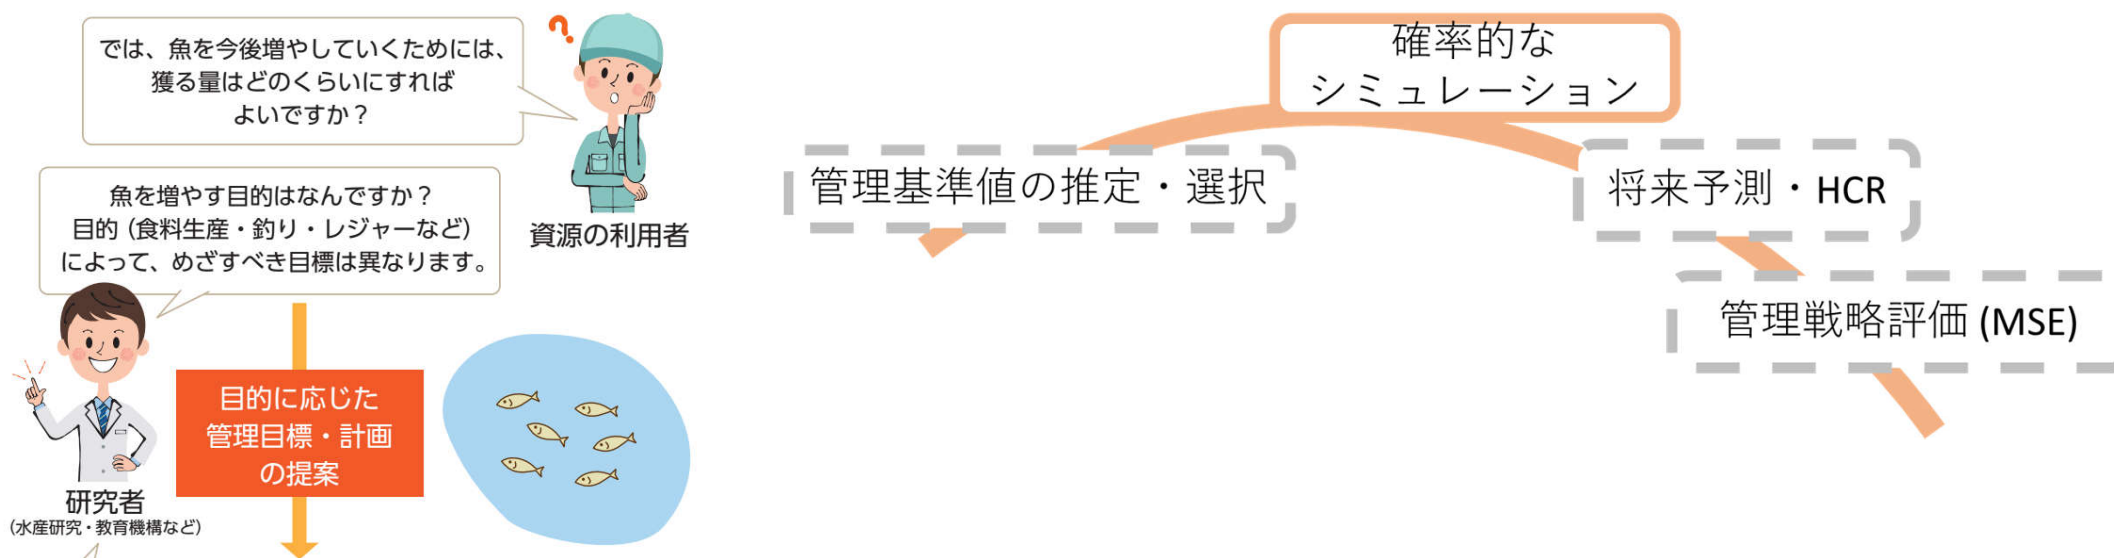 では、魚を今後増やしていくためには、
獲る量はどのくらいにすれば
よいですか？
?
資源の利用者
魚を増やす目的はなんですか？
目的（食料生産・釣り・レジャーなど）
によって、めざすべき目標は異なります。
研究者
（水産研究・教育機構など）
目的に応じた
管理目標・計画
の提案
確率的な
シミュレーション
管理基準値の推定・選択
将来予測・HCR
管理戦略評価 (MSE)